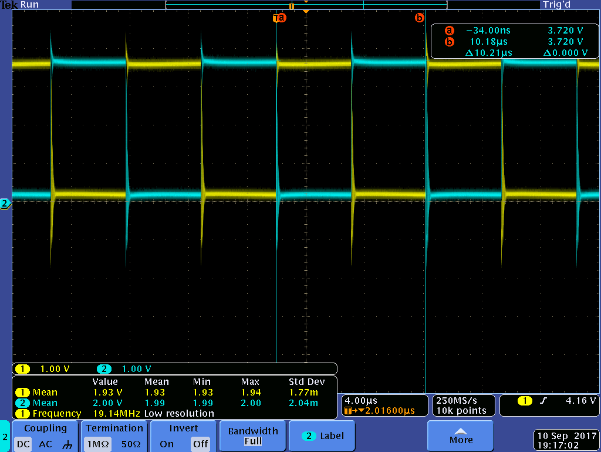 Tek Run Trig'd
T a b
a −34.00ns 3.720 V
b 10.18µs 3.720 V
Δ10.21µs Δ0.000 V
2
1 1.00 V 2 1.00 V
Value Mean Min Max Std Dev
1 Mean 1.93 V 1.93 1.93 1.94 1.77m
2 Mean 2.00 V 1.99 1.99 2.00 2.04m
1 Frequency 19.14MHz Low resolution
4.00µs 250MS/s 1 4.16 V
2.01600µs 10k points
2
Coupling Termination Invert Bandwidth 2 Label More
DC AC 1MΩ 50Ω On Off Full
10 Sep 2017
19:17:02